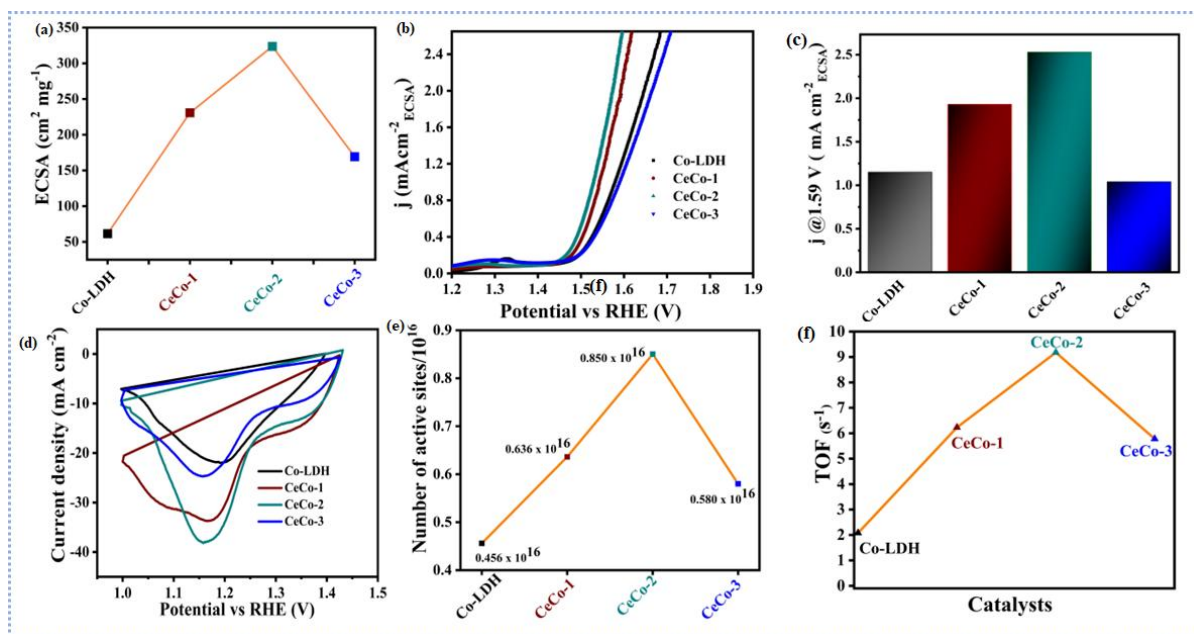 (a)
350
300
250
200
150
100
50
ECSA (cm² mg⁻¹)
Co-LDH
CeCo-1
CeCo-2
CeCo-3
(b)
2.4
1.8
1.2
0.6
0.0
j (mAcm⁻²ECSA)
Co-LDH
CeCo-1
CeCo-2
CeCo-3
1.2 1.3 1.4 1.5 1.6 1.7 1.8 1.9
(f)
Potential vs RHE (V)
(c)
2.5
2.0
1.5
1.0
0.5
0.0
j @1.59 V ( mA cm⁻²ECSA)
Co-LDH
CeCo-1
CeCo-2
CeCo-3
(d)
0
-10
-20
-30
-40
Current density (mA cm⁻²)
Co-LDH
CeCo-1
CeCo-2
CeCo-3
1.0 1.1 1.2 1.3 1.4 1.5
Potential vs RHE (V)
(e)
0.9
0.8
0.7
0.6
0.5
0.4
Number of active sites/10¹⁶
0.850 x 10¹⁶
0.636 x 10¹⁶
0.580 x 10¹⁶
0.456 x 10¹⁶
Co-LDH
CeCo-1
CeCo-2
CeCo-3
(f)
10
9
8
7
6
5
4
3
2
1
0
TOF (s⁻¹)
CeCo-2
CeCo-1
CeCo-3
Co-LDH
Catalysts